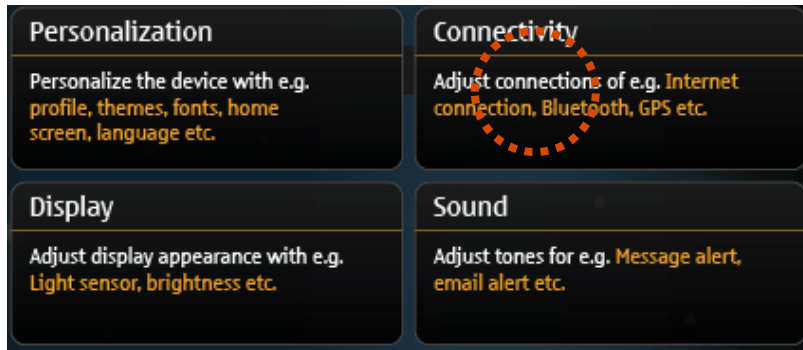 Personalization
Personalize the device with e.g.
profile, themes, fonts, home
screen, language etc.
Connectivity
Adjust connections of e.g. Internet
connection, Bluetooth, GPS etc.
Display
Adjust display appearance with e.g.
Light sensor, brightness etc.
Sound
Adjust tones for e.g. Message alert,
email alert etc.